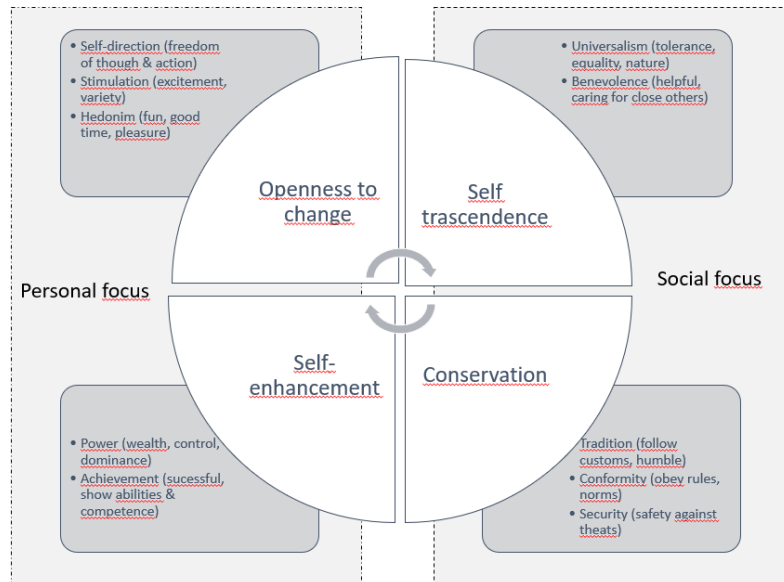 • Self-direction (freedom
of though & action)
• Stimulation (excitement,
variety)
• Hedonim (fun, good
time, pleasure)
• Universalism (tolerance,
equality, nature)
• Benevolence (helpful,
caring for close others)
Openness to
change
Self
trascendence
Personal focus
Social focus
Self-
enhancement
Conservation
• Power (wealth, control,
dominance)
• Achievement (sucessful,
show abilities &
competence)
Tradition (follow
customs, humble)
• Conformity (obey rules,
norms)
• Security (safety against
theats)